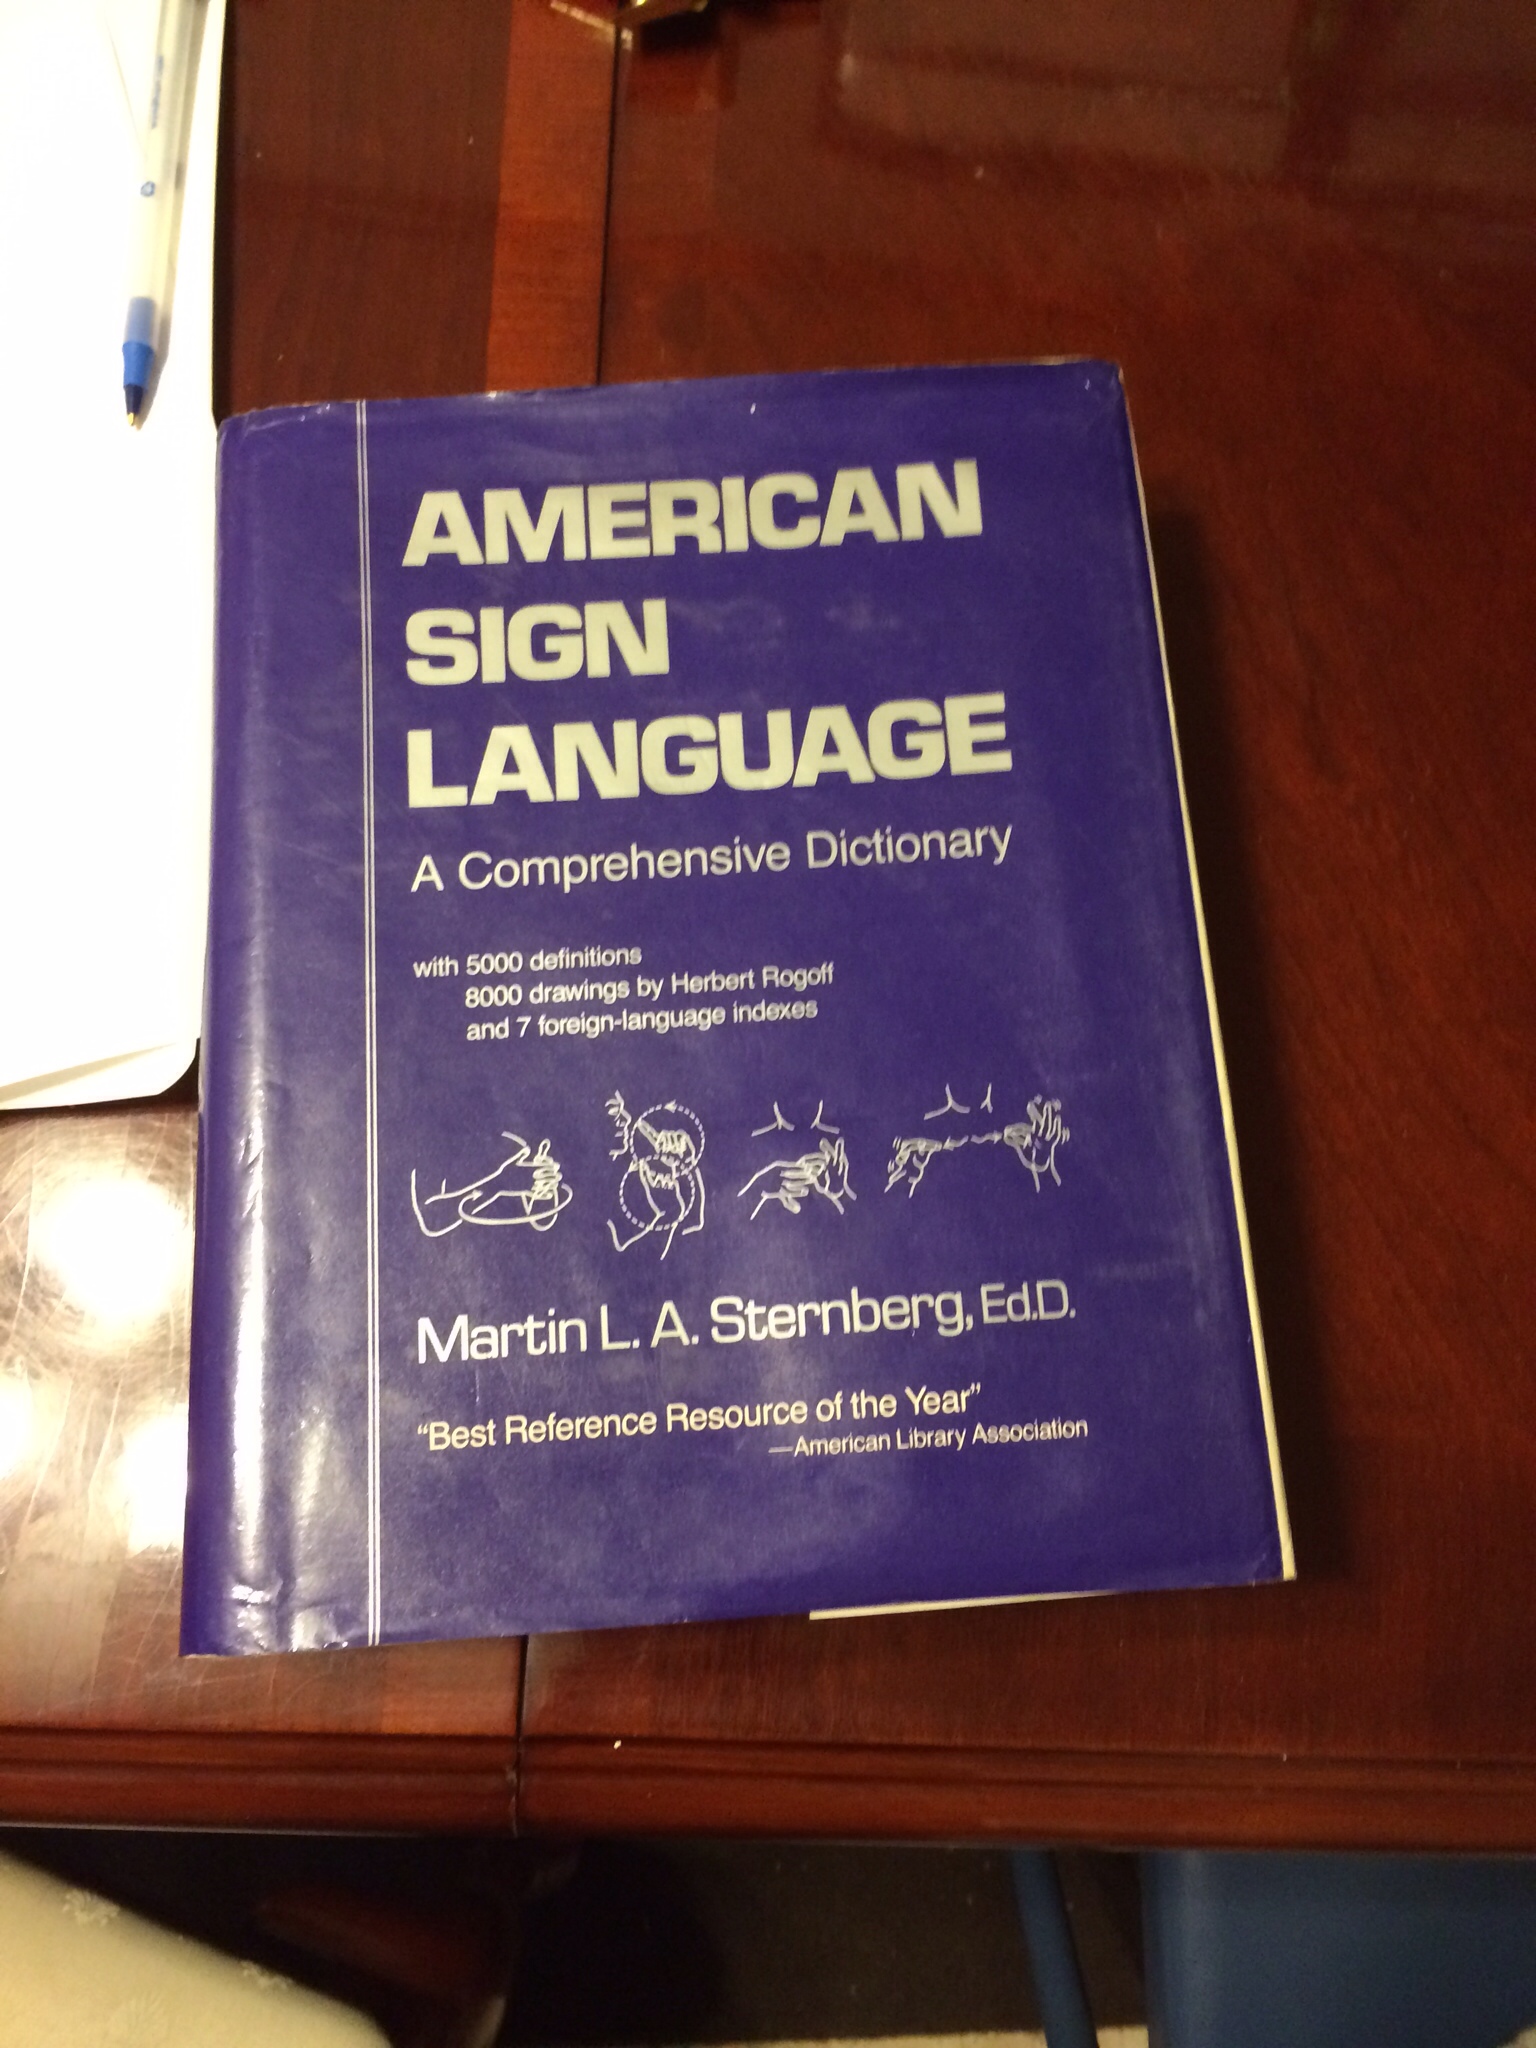 AMERICAN
SIGN
LANGUAGE
A Comprehensive Dictionary
with 5000 definitions
8000 drawings by Herbert Rogoff
and 7 foreign-language indexes
Martin L. A. Sternberg, Ed.D.
“Best Reference Resource of the Year”
—American Library Association